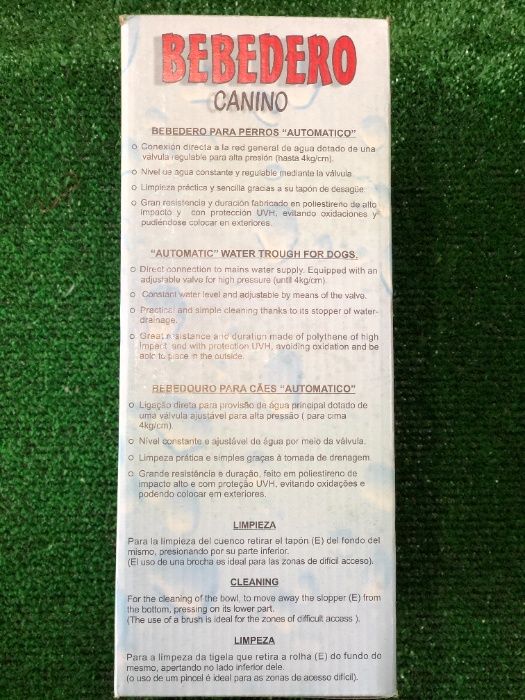 BEBEDERO
CANINO
BEBEDERO PARA PERROS "AUTOMATICO"
o Conexión directa a la red general de agua dotado de una
valvula regulable para alta presión (hasta 4kg/cm).
o Nivel de agua constante y regulable mediante la válvula.
o Limpieza práctica y sencilla gracias a su tapón de desagüe.
o Gran resistencia y duración fabricado en poliestireno de alto
impacto y con protección UVH, evitando oxidaciones y
pudiéndose colocar en exteriores.
"AUTOMATIC" WATER TROUGH FOR DOGS.
o Direct connection to mains water supply. Equipped with an
adjustable valve for high pressure (until 4kg/cm).
o Constant water level and adjustable by means of the valve.
o Practical and simple cleaning thanks to its stopper of water-
drainage.
o Great resistance and duration made of polythene of high
impact and with protection UVH, avoiding oxidation and be
able to place in the outside.
BEBEDOURO PARA CÃES "AUTOMATICO"
o Ligação direta para provisão de água principal dotado de
uma válvula ajustável para alta pressão ( para cima
4kg/cm).
o Nível constante e ajustável de água por meio da válvula.
o Limpeza prática e simples graças à tomada de drenagem.
o Grande resistência e duração, feito em poliestireno de
impacto alto e com proteção UVH, evitando oxidações e
podendo colocar em exteriores.
LIMPIEZA
Para la limpieza del cuenco retirar el tapón (E) del fondo del
mismo, presionando por su parte inferior.
(El uso de una brocha es ideal para las zonas de dificil acceso).
CLEANING
For the cleaning of the bowl, to move away the stopper (E) from
the bottom, pressing on its lower part.
(The use of a brush is ideal for the zones of difficult access ).
LIMPEZA
Para a limpeza da tigela que retira a rolha (E) do fundo do
mesmo, apertando no lado inferior dele.
(o uso de um pincel é ideal para as zonas de acesso difícil).